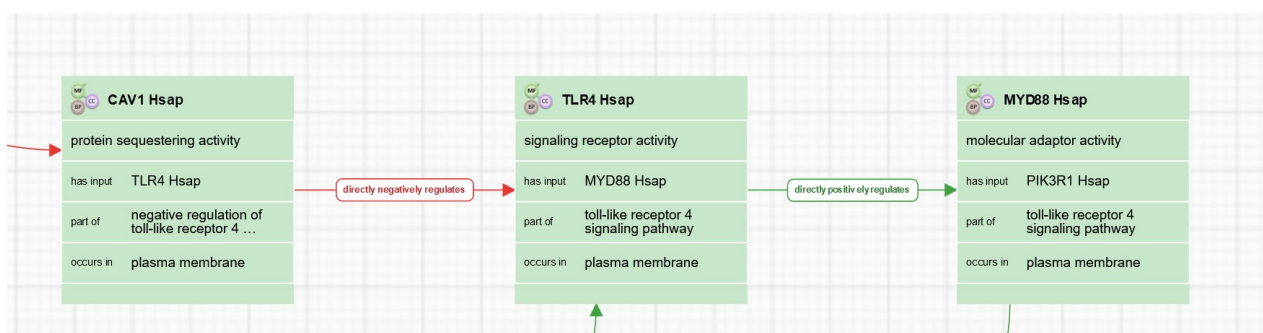 MF
CC
BP
CAV1 Hsap
protein sequestering activity
has input TLR4 Hsap
part of negative regulation of
toll-like receptor 4 ...
occurs in plasma membrane
directly negatively regulates
MF
CC
BP
TLR4 Hsap
signaling receptor activity
has input MYD88 Hsap
part of toll-like receptor 4
signaling pathway
occurs in plasma membrane
directly positively regulates
MF
CC
BP
MYD88 Hsap
molecular adaptor activity
has input PIK3R1 Hsap
part of toll-like receptor 4
signaling pathway
occurs in plasma membrane